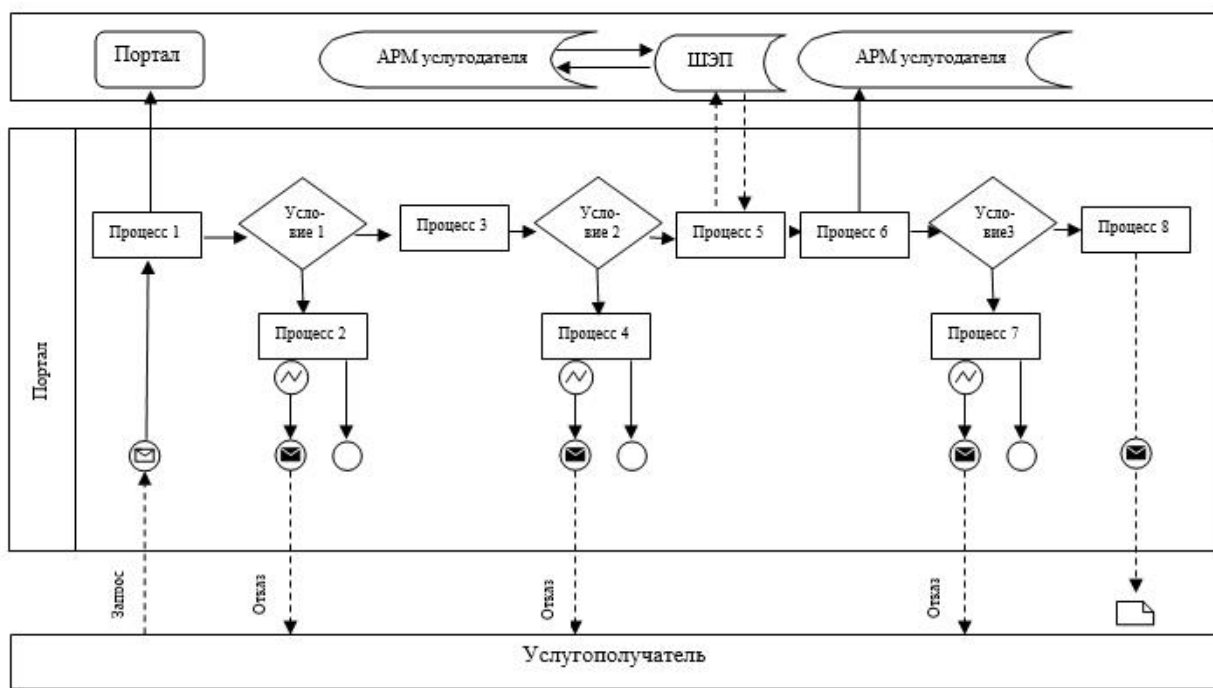 Портал
АРМ услугодателя
ШЭП
АРМ услугодателя
Портал
Процесс 1
Усло-
вие 1
Процесс 3
Усло-
вие 2
Процесс 5
Процесс 6
Усло-
вие3
Процесс 8
Процесс 2
Процесс 4
Процесс 7
Запрос
Отказ
Отказ
Отказ
Услугополучатель